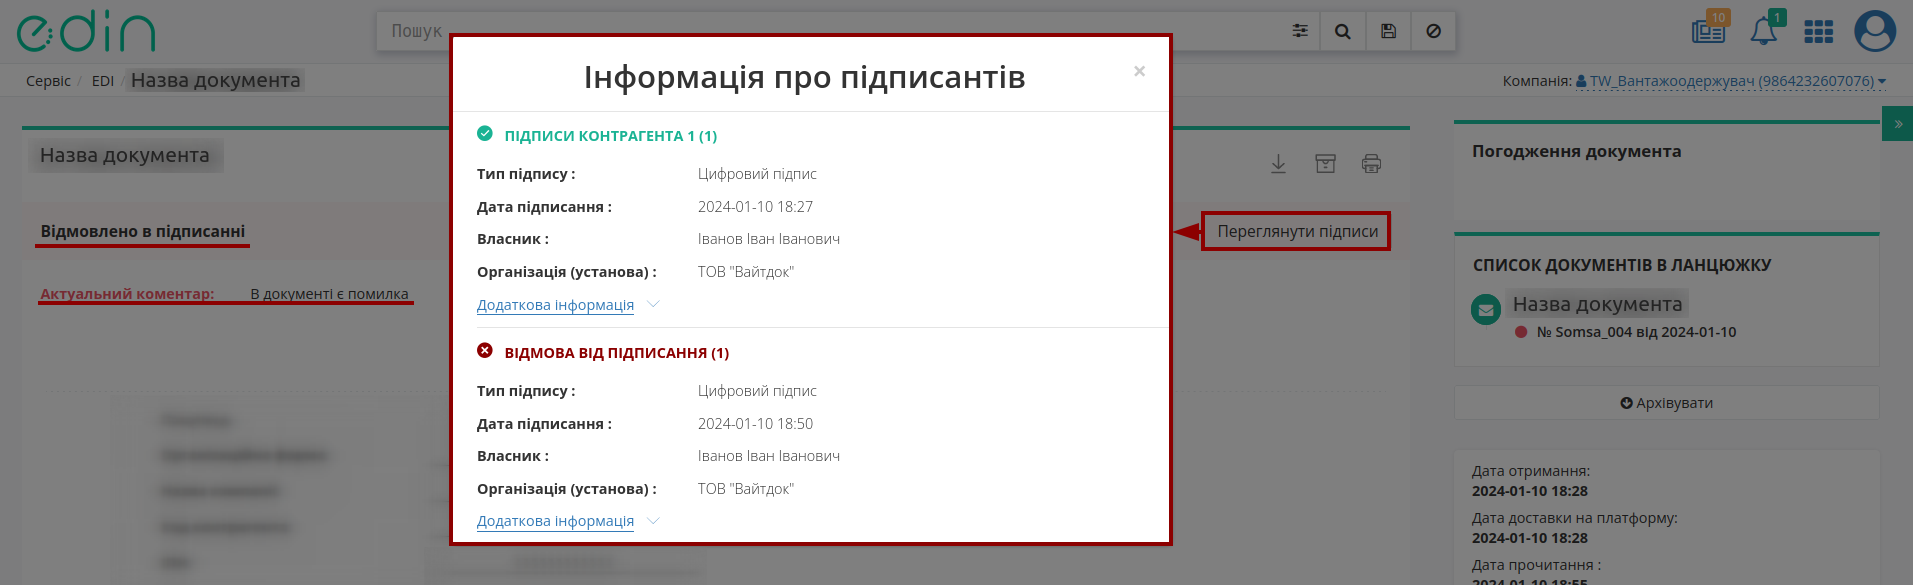 edin
Пошук
10
1
Сервіс / EDI / Назва документа
Компанія: TW_Вантажоодержувач (9864232607076)
Інформація про підписантів
×
ПІДПИСИ КОНТРАГЕНТА 1 (1)
Тип підпису : Цифровий підпис
Дата підписання : 2024-01-10 18:27
Власник : Іванов Іван Іванович
Організація (установа) : ТОВ "Вайтдок"
Додаткова інформація
ВІДМОВА ВІД ПІДПИСАННЯ (1)
Тип підпису : Цифровий підпис
Дата підписання : 2024-01-10 18:50
Власник : Іванов Іван Іванович
Організація (установа) : ТОВ "Вайтдок"
Додаткова інформація
Назва документа
Відмовлено в підписанні
Переглянути підписи
Актуальний коментар: В документі є помилка
»
Погодження документа
СПИСОК ДОКУМЕНТІВ В ЛАНЦЮЖКУ
Назва документа
№ Somsa_004 від 2024-01-10
Архівувати
Дата отримання:
2024-01-10 18:28
Дата доставки на платформу:
2024-01-10 18:28
Дата прочитання :
2024-01-10 18:55